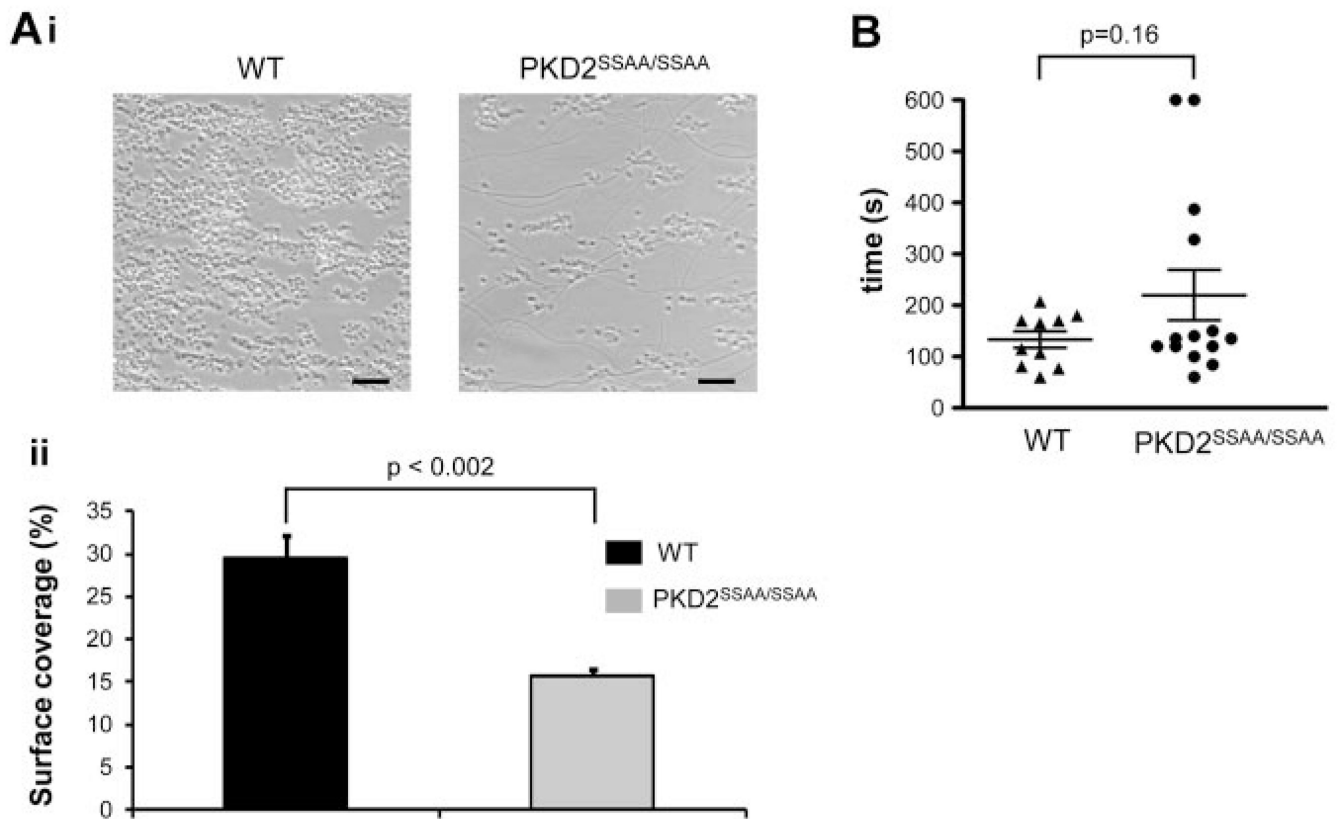 A i
WT
PKD2SSAA/SSAA
B
p=0.16
600
500
400
300
200
100
0
time (s)
WT
PKD2SSAA/SSAA
ii
p < 0.002
Surface coverage (%)
35
30
25
20
15
10
5
0
WT
PKD2SSAA/SSAA